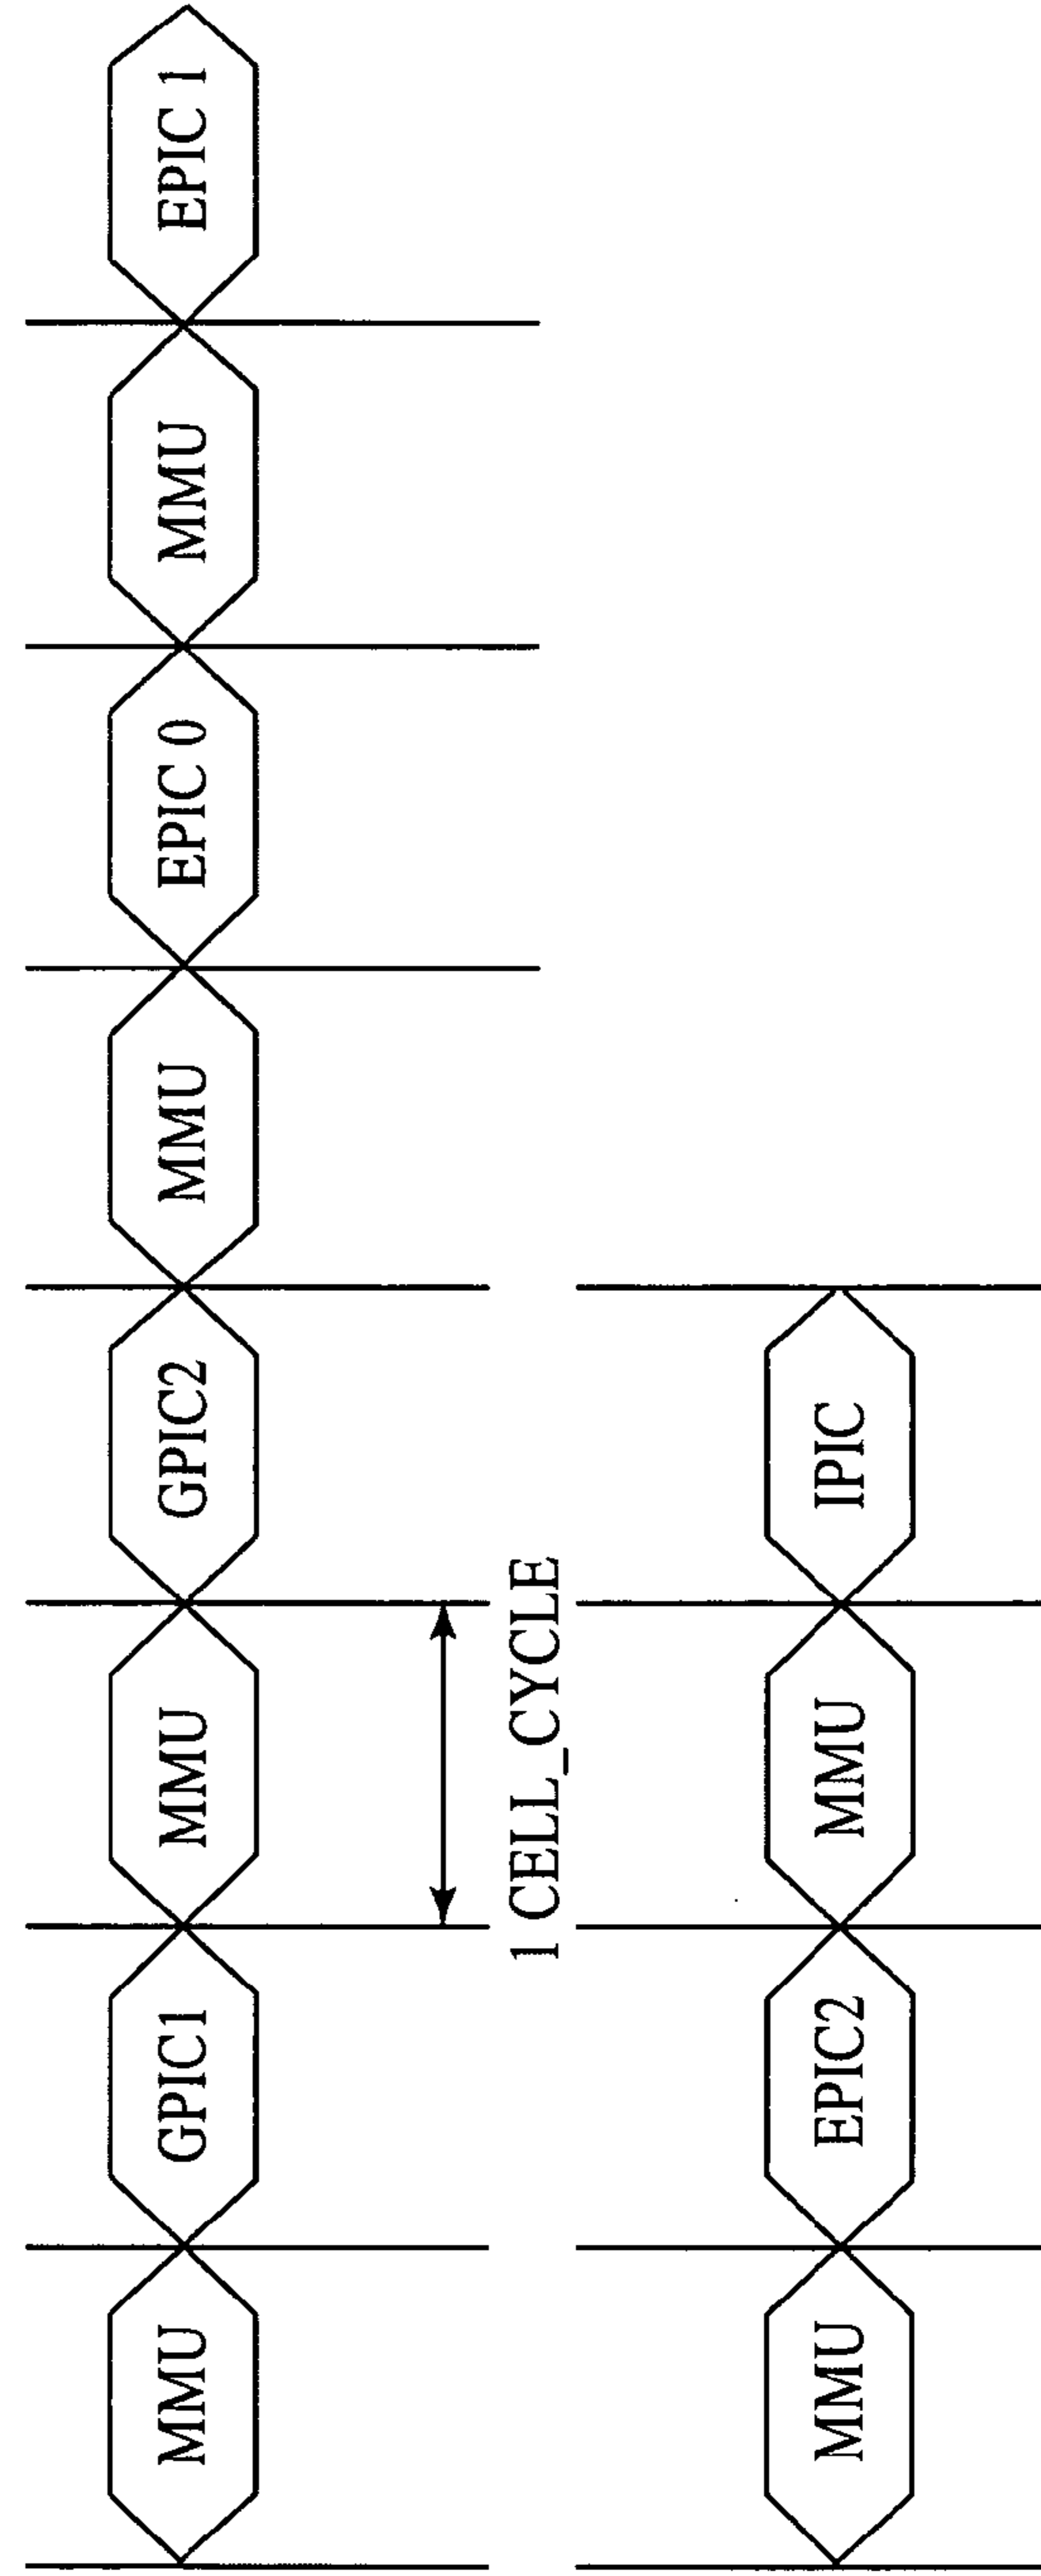 MMU GPIC1 MMU GPIC2 MMU EPIC 0 MMU EPIC 1
1 CELL_CYCLE
MMU EPIC2 MMU IPIC